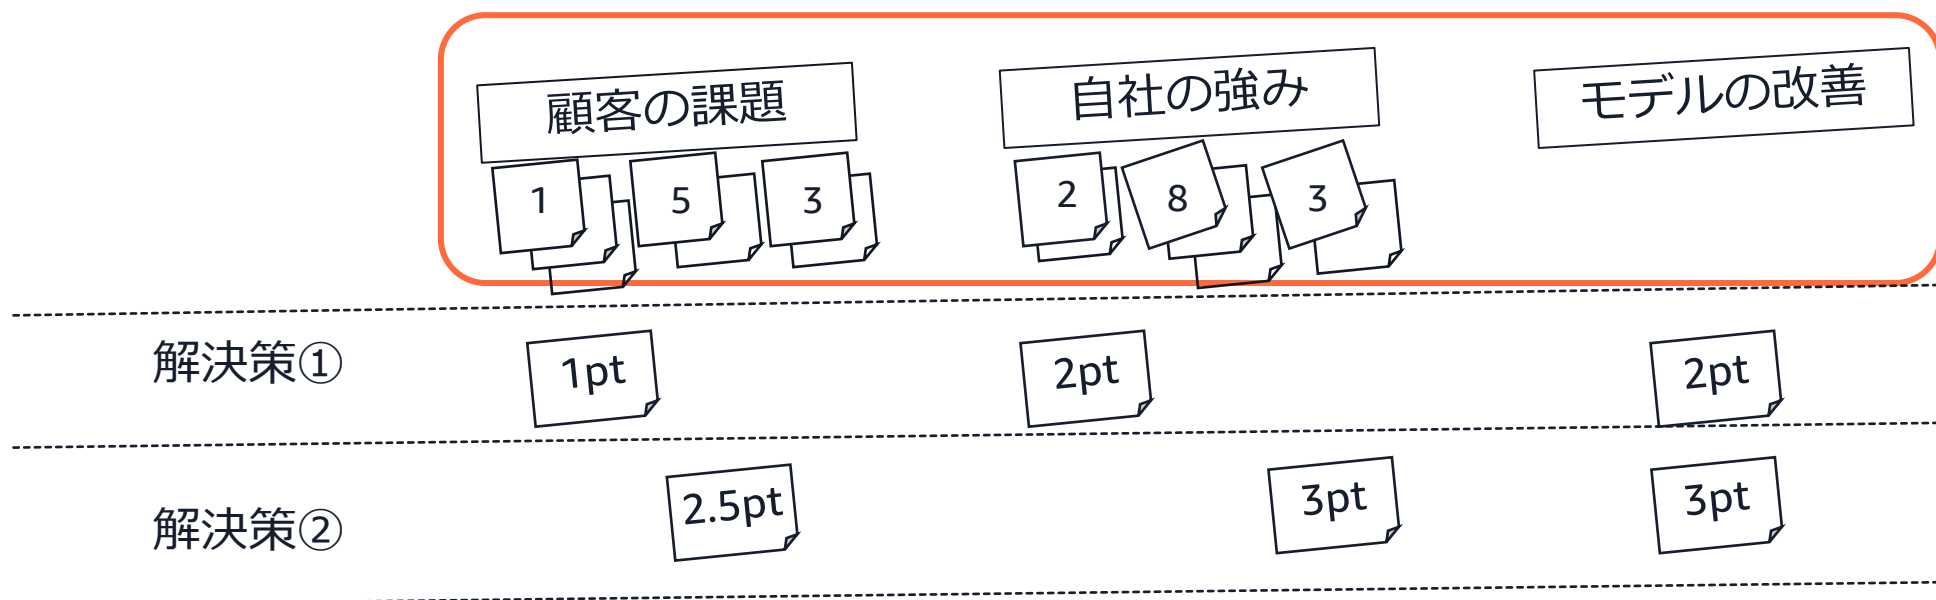 顧客の課題
自社の強み
モデルの改善
1
5
3
2
8
3
解決策①
1pt
2pt
2pt
解決策②
2.5pt
3pt
3pt